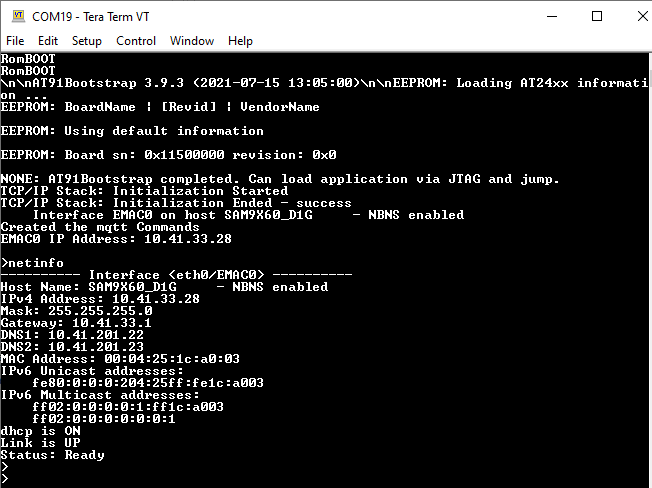 COM19 - Tera Term VT
File Edit Setup Control Window Help
RomBOOT
RomBOOT
\n\nAT91Bootstrap 3.9.3 (2021-07-15 13:05:00)\n\nEEPROM: Loading AT24xx informati
on ...
EEPROM: BoardName | [Revid] | VendorName
EEPROM: Using default information
EEPROM: Board sn: 0x11500000 revision: 0x0
NONE: AT91Bootstrap completed. Can load application via JTAG and jump.
TCP/IP Stack: Initialization Started
TCP/IP Stack: Initialization Ended - success
Interface EMAC0 on host SAM9X60_D1G - NBNS enabled
Created the mqtt Commands
EMAC0 IP Address: 10.41.33.28
>netinfo
---------- Interface <eth0/EMAC0> ----------
Host Name: SAM9X60_D1G - NBNS enabled
IPv4 Address: 10.41.33.28
Mask: 255.255.255.0
Gateway: 10.41.33.1
DNS1: 10.41.201.22
DNS2: 10.41.201.23
MAC Address: 00:04:25:1c:a0:03
IPv6 Unicast addresses:
fe80:0:0:0:204:25ff:fe1c:a003
IPv6 Multicast addresses:
ff02:0:0:0:0:1:ff1c:a003
ff02:0:0:0:0:0:0:1
dhcp is ON
Link is UP
Status: Ready
>
>